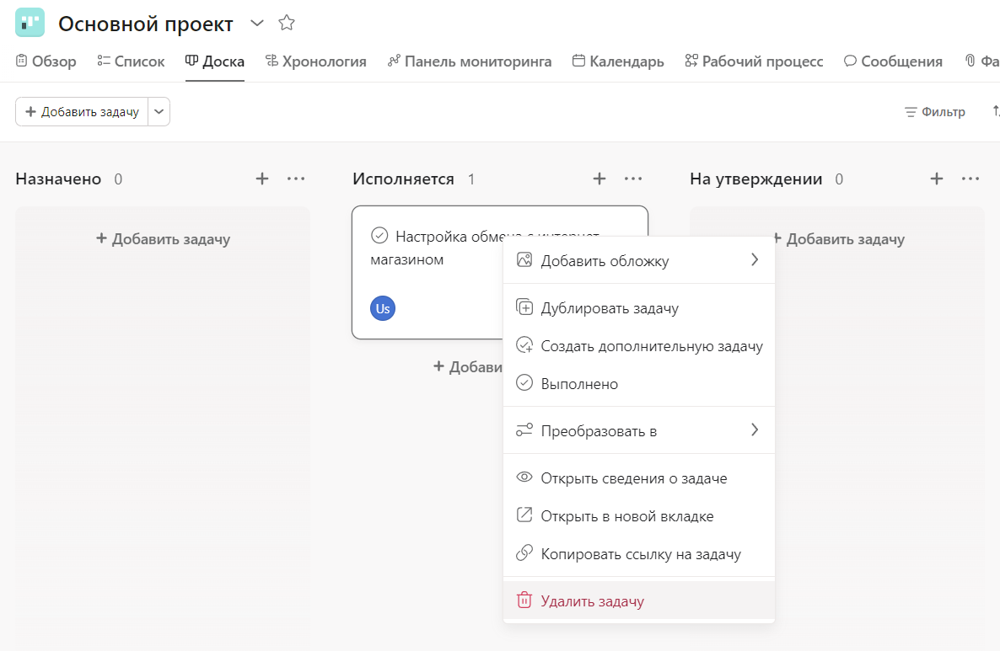 Основной проект
Обзор Список Доска Хронология Панель мониторинга Календарь Рабочий процесс Сообщения Фа
Добавить задачу
Фильтр
Назначено 0
Исполняется 1
На утверждении 0
+ Добавить задачу
Настройка обмена с интернет
магазином
Us
+ Добави
+ Добавить задачу
Добавить обложку
Дублировать задачу
Создать дополнительную задачу
Выполнено
Преобразовать в
Открыть сведения о задаче
Открыть в новой вкладке
Копировать ссылку на задачу
Удалить задачу